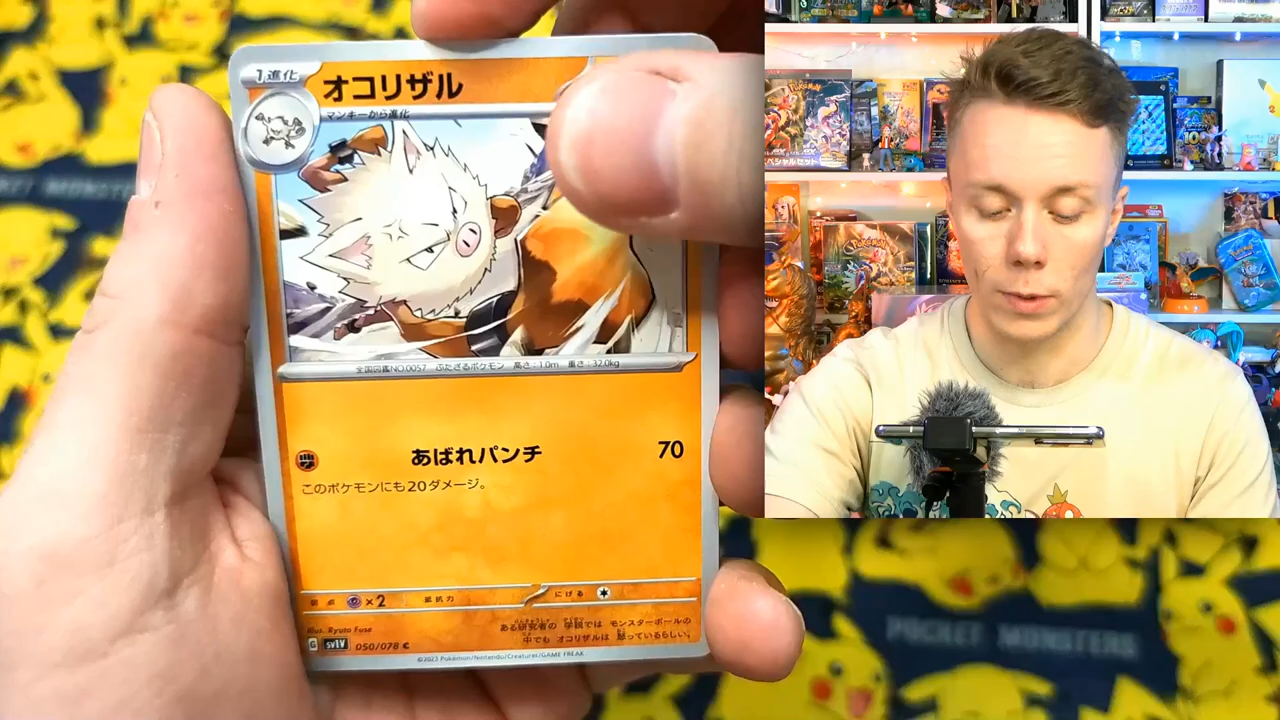 1進化
オコリザル
マンキーから進化
全国図鑑NO.0057 ぶたざるポケモン 高さ:1.0m 重さ:32.0kg
あばれパンチ 70
このポケモンにも20ダメージ。
弱点 ×2 抵抗力 にげる
Illus. Ryuto Fuse
ある研究者の 学説では モンスターボールの
中でも オコリザルは 怒っているらしい。
G sv1V 050/078 C
©2023 Pokémon/Nintendo/Creatures/GAME FREAK
POCKET MONSTERS
POKÉMON
POKÉMON